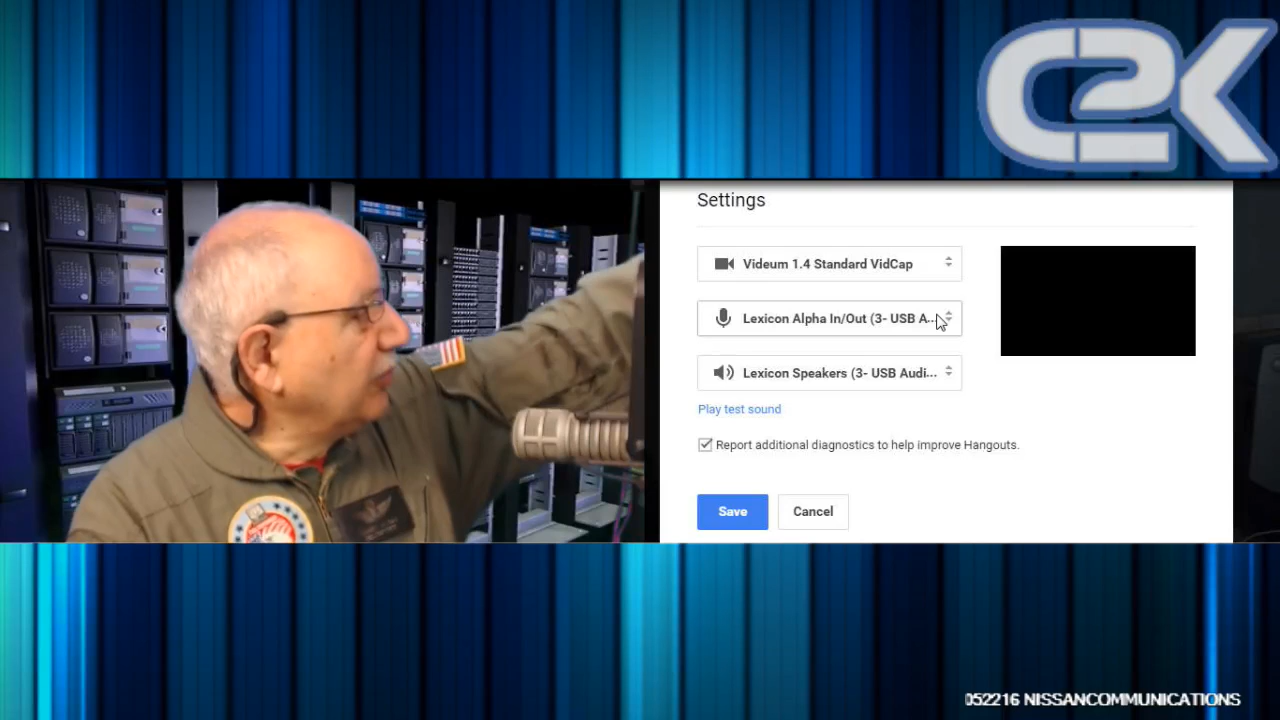 C2K
Settings
Videum 1.4 Standard VidCap
Lexicon Alpha In/Out (3- USB A...
Lexicon Speakers (3- USB Audi...
Play test sound
Report additional diagnostics to help improve Hangouts.
Save
Cancel
052216 NISSANCOMMUNICATIONS